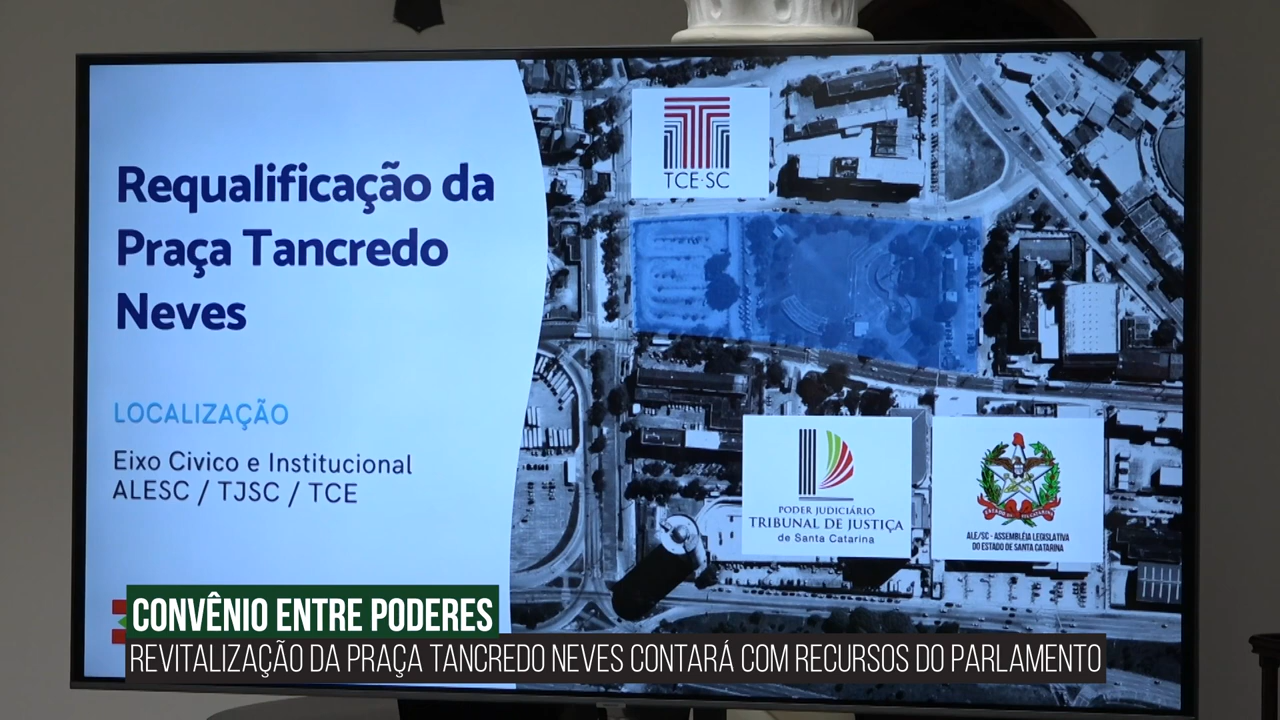 Requalificação da
Praça Tancredo
Neves
LOCALIZAÇÃO
Eixo Civico e Institucional
ALESC / TJSC / TCE
TCE·SC
PODER JUDICIÁRIO
TRIBUNAL DE JUSTIÇA
de Santa Catarina
ALE/SC - ASSEMBLÉIA LEGISLATIVA
DO ESTADO DE SANTA CATARINA
CONVÊNIO ENTRE PODERES
REVITALIZAÇÃO DA PRAÇA TANCREDO NEVES CONTARÁ COM RECURSOS DO PARLAMENTO